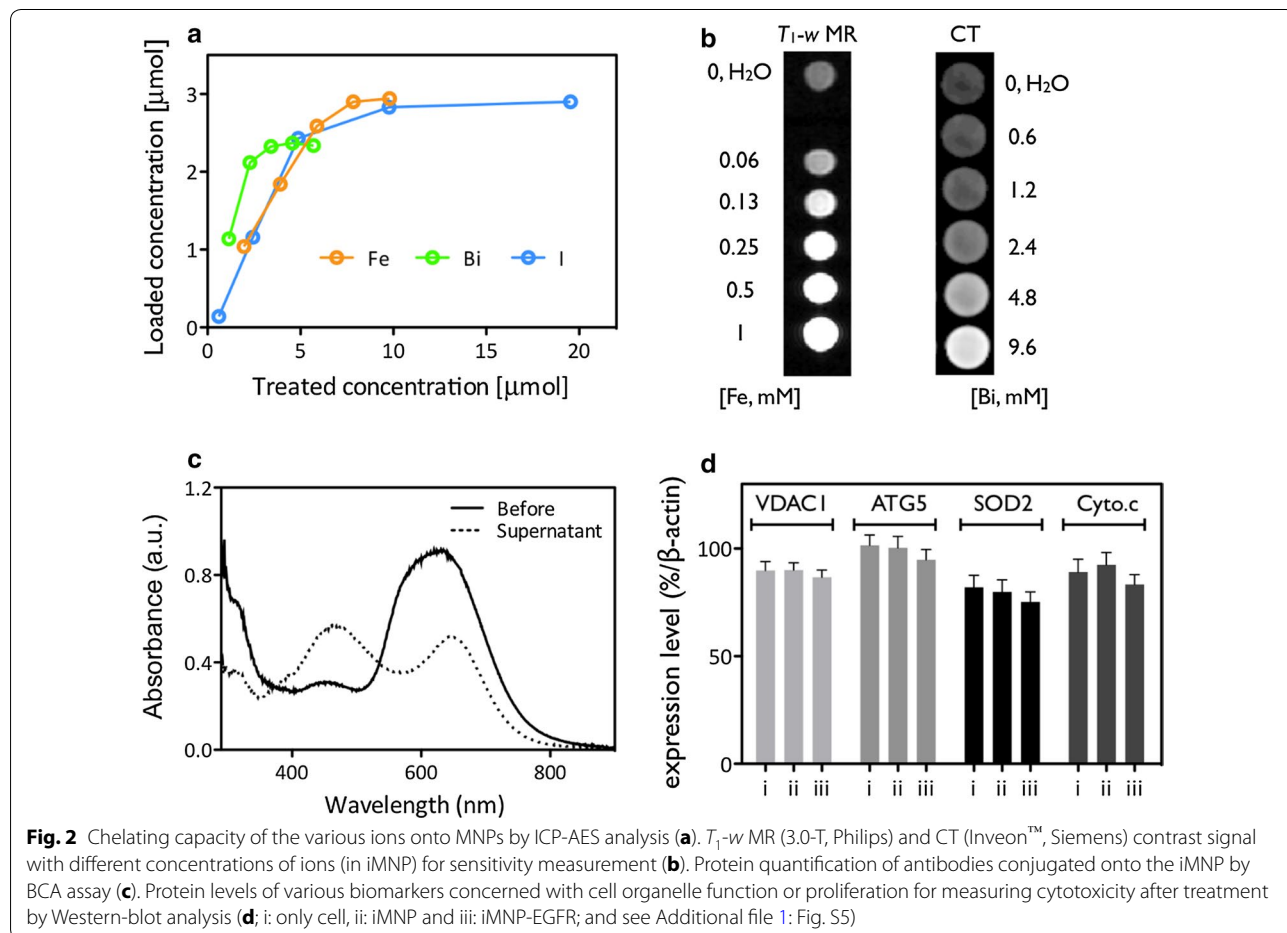 a
Loaded concentration [μmol]
3
2
1
0
0 5 10 15 20
Fe Bi I
Treated concentration [μmol]
b
T1-w MR CT
0, H2O
0.06
0.13
0.25
0.5
1
[Fe, mM]
0, H2O
0.6
1.2
2.4
4.8
9.6
[Bi, mM]
c
Absorbance (a.u.)
1.2
0.8
0.4
0.0
Before
Supernatant
400 600 800
Wavelength (nm)
d
expression level (%/β-actin)
100
50
0
VDAC1 ATG5 SOD2 Cyto.c
i ii iii i ii iii i ii iii i ii iii
Fig. 2 Chelating capacity of the various ions onto MNPs by ICP-AES analysis (a). T1-w MR (3.0-T, Philips) and CT (Inveon™, Siemens) contrast signal
with different concentrations of ions (in iMNP) for sensitivity measurement (b). Protein quantification of antibodies conjugated onto the iMNP by
BCA assay (c). Protein levels of various biomarkers concerned with cell organelle function or proliferation for measuring cytotoxicity after treatment
by Western-blot analysis (d; i: only cell, ii: iMNP and iii: iMNP-EGFR; and see Additional file 1: Fig. S5)